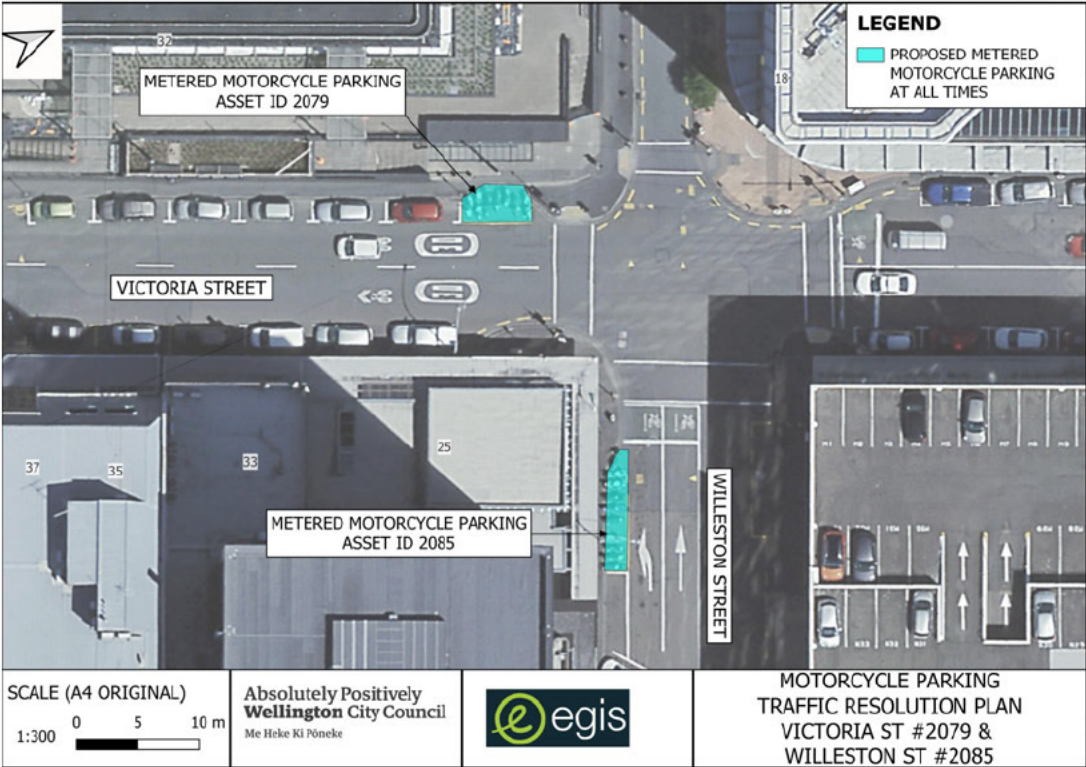 32
METERED MOTORCYCLE PARKING
ASSET ID 2079
18
LEGEND
PROPOSED METERED
MOTORCYCLE PARKING
AT ALL TIMES
VICTORIA STREET
37
35
33
25
METERED MOTORCYCLE PARKING
ASSET ID 2085
WILLESTON STREET
SCALE (A4 ORIGINAL)
1:300
0 5 10 m
Absolutely Positively
Wellington City Council
Me Heke Ki Pōneke
egis
MOTORCYCLE PARKING
TRAFFIC RESOLUTION PLAN
VICTORIA ST #2079 &
WILLESTON ST #2085